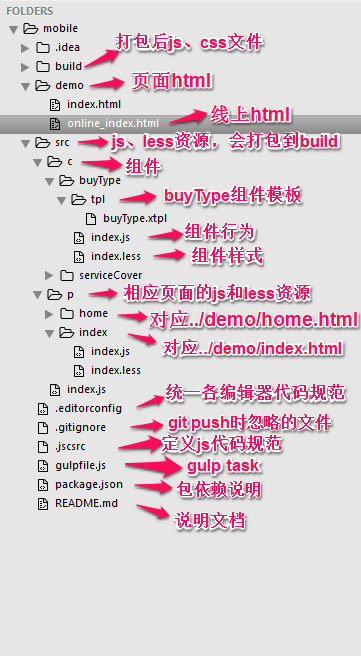 FOLDERS
mobile
.idea
build 打包后js、css文件
demo 页面html
index.html
online_index.html 线上html
src js、less资源，会打包到build
c 组件
buyType
tpl buyType组件模板
buyType.xtpl
index.js 组件行为
index.less 组件样式
serviceCover
p 相应页面的js和less资源
home 对应../demo/home.html
index 对应../demo/index.html
index.js
index.less
index.js
.editorconfig 统一各编辑器代码规范
.gitignore git push时忽略的文件
.jscsrc 定义js代码规范
gulpfile.js gulp task
package.json 包依赖说明
README.md 说明文档